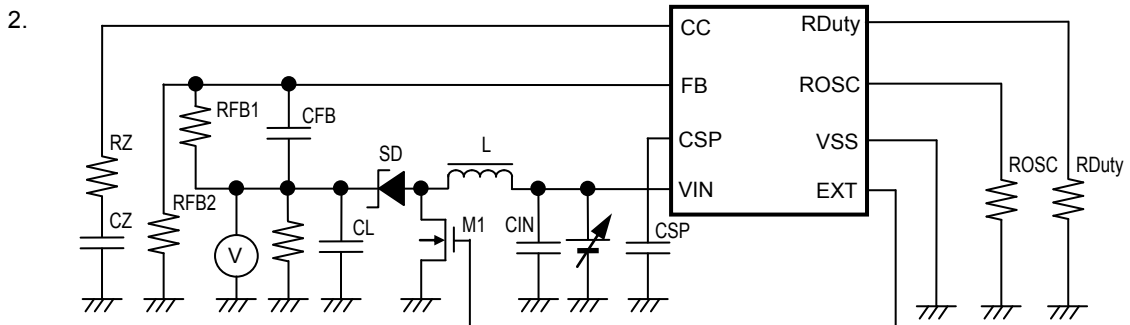 2.
CC RDuty
FB ROSC
CSP VSS
VIN EXT
RFB1
CFB
RZ
SD
L
RFB2
CZ
V
CL
M1
CIN
CSP
ROSC
RDuty